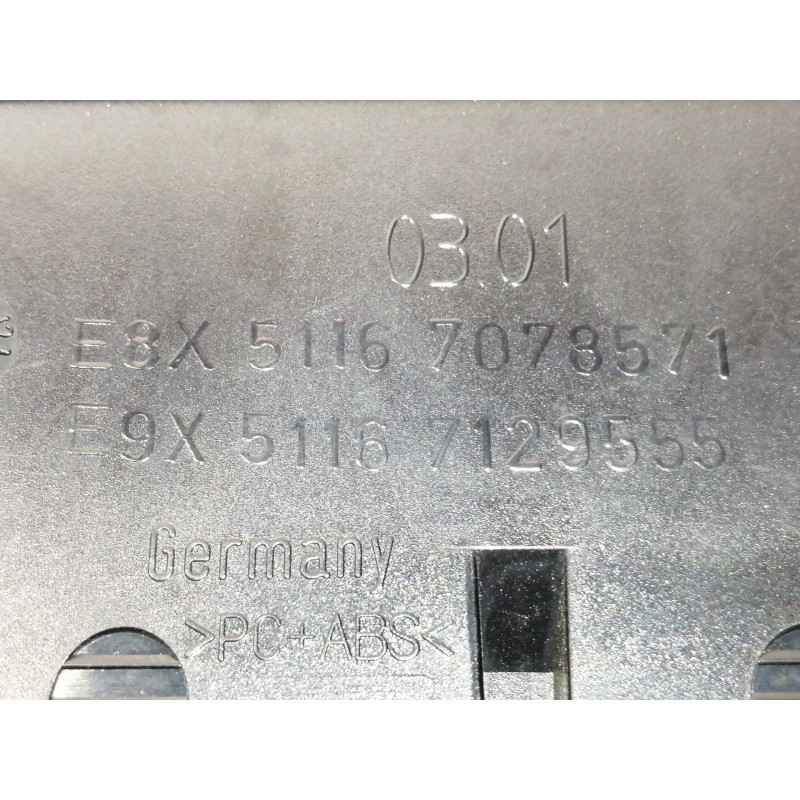 03.01
E8X 5116 7078571
E9X 5116 7129555
Germany
>PC+ABS<